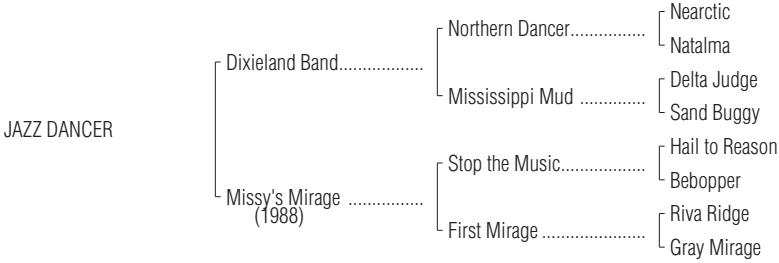 Nearctic
Northern Dancer......................
Natalma
Dixieland Band..................
Delta Judge
Mississippi Mud ..............
Sand Buggy
JAZZ DANCER
Hail to Reason
Stop the Music..................
Bebopper
Missy's Mirage ................
(1988)
Riva Ridge
First Mirage ......................
Gray Mirage